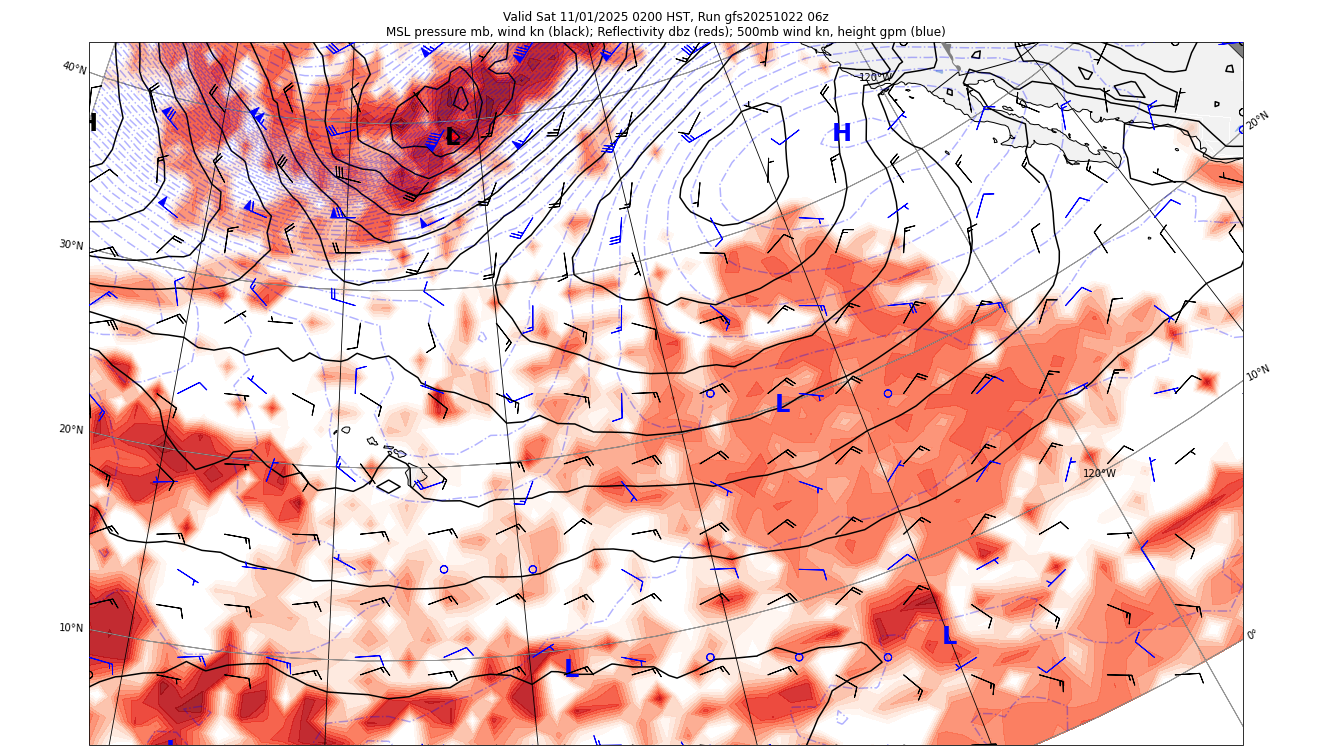 Valid Sat 11/01/2025 0200 HST, Run gfs20251022 06z
MSL pressure mb, wind kn (black); Reflectivity dbz (reds); 500mb wind kn, height gpm (blue)
40°N
120°W
20°N
H
H
L
30°N
10°N
L
20°N
120°W
10°N
0°
L
L
L